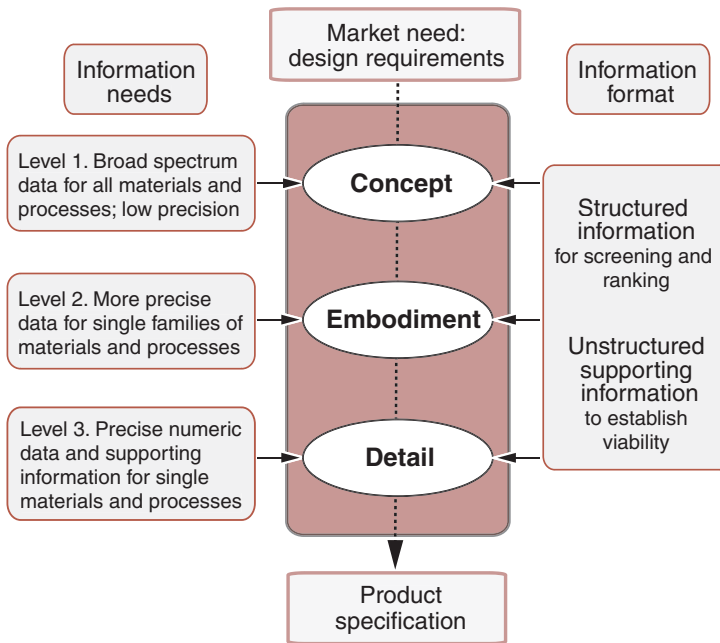 Market need:
design requirements
Information
needs
Information
format
Level 1. Broad spectrum
data for all materials and
processes; low precision
Concept
Structured
information
for screening and
ranking
Level 2. More precise
data for single families of
materials and processes
Embodiment
Unstructured
supporting
information
to establish
viability
Level 3. Precise numeric
data and supporting
information for single
materials and processes
Detail
Product
specification